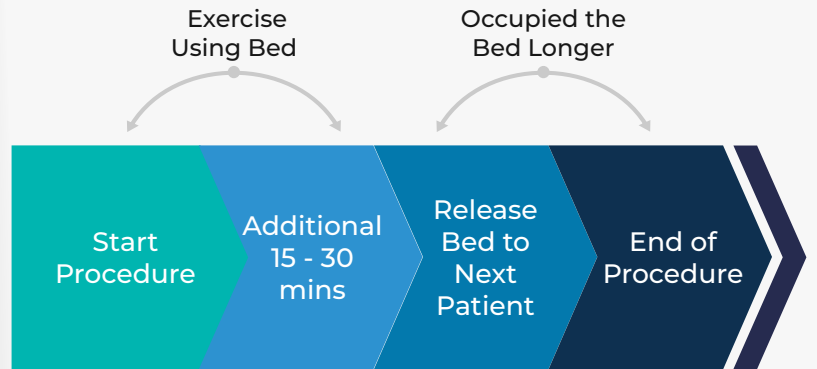 Exercise
Using Bed
Occupied the
Bed Longer
Start
Procedure
Additional
15 - 30
mins
Release
Bed to
Next
Patient
End of
Procedure